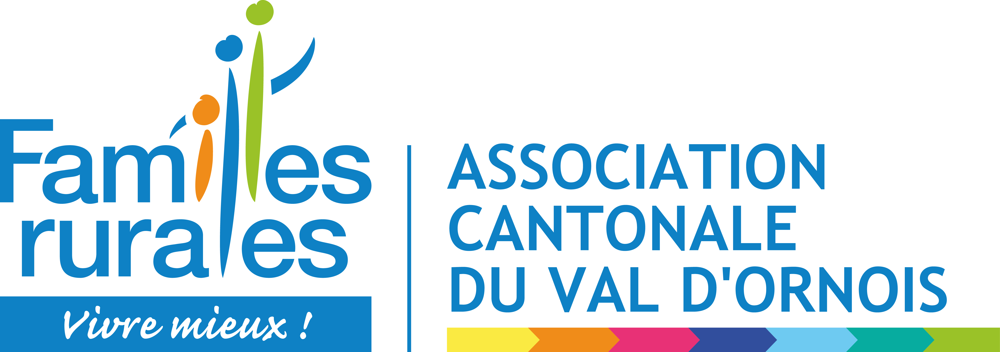 Familles
rurales
Vivre mieux !
ASSOCIATION
CANTONALE
DU VAL D'ORNOIS